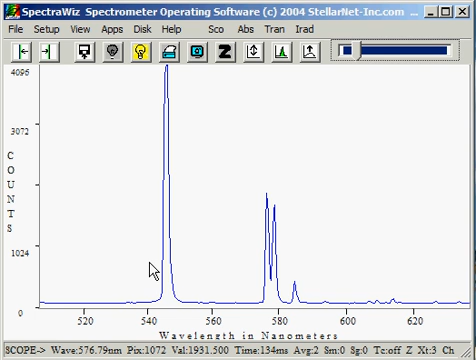 SpectraWiz Spectrometer Operating Software (c) 2004 StellarNet-Inc.com
File Setup View Apps Disk Help Sco Abs Tran Irad
Z
4095
3072
1024
0
COUNTS
520 540 560 580 600 620
Wavelength in Nanometers
SCOPE-> Wave:576.79nm Pix:1072 Val:1931.500 Time:134ms Avg:2 Sm:0 Sg:0 Tc:off Z Xt:3 Ch